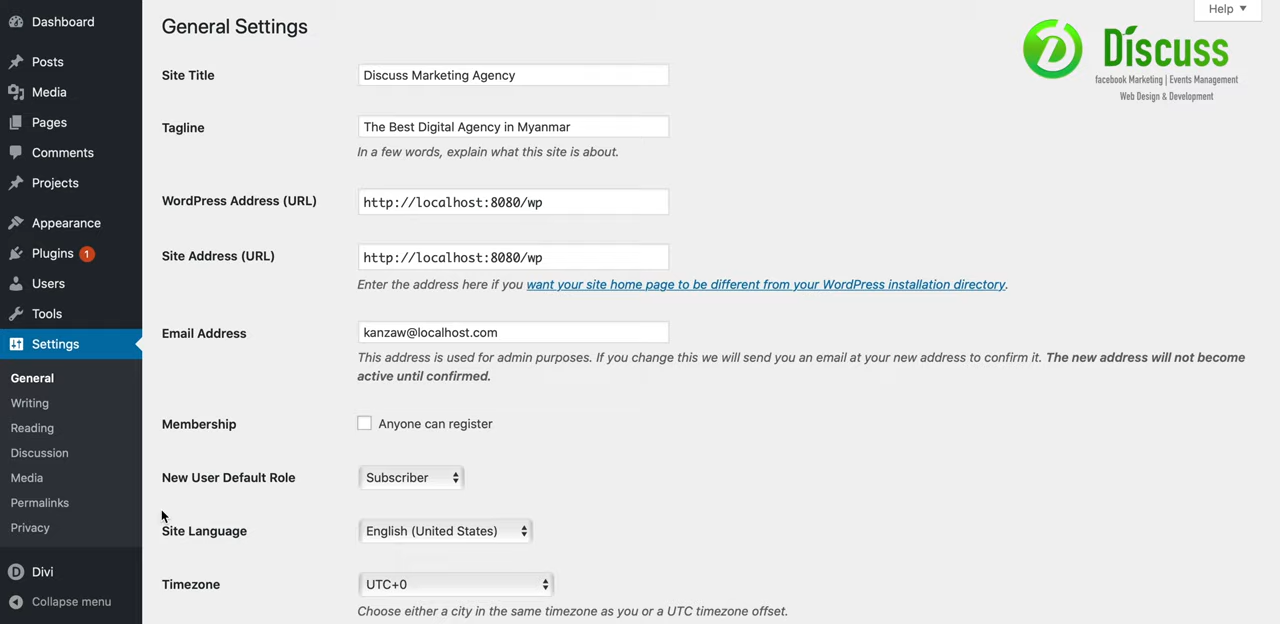 Dashboard
Posts
Media
Pages
Comments
Projects
Appearance
Plugins 1
Users
Tools
Settings
General
Writing
Reading
Discussion
Media
Permalinks
Privacy
Divi
Collapse menu
Help ▼
General Settings
Discuss
facebook Marketing | Events Management
Web Design & Development
Site Title
Discuss Marketing Agency
Tagline
The Best Digital Agency in Myanmar
In a few words, explain what this site is about.
WordPress Address (URL)
http://localhost:8080/wp
Site Address (URL)
http://localhost:8080/wp
Enter the address here if you want your site home page to be different from your WordPress installation directory.
Email Address
kanzaw@localhost.com
This address is used for admin purposes. If you change this we will send you an email at your new address to confirm it. The new address will not become
active until confirmed.
Membership
Anyone can register
New User Default Role
Subscriber
Site Language
English (United States)
Timezone
UTC+0
Choose either a city in the same timezone as you or a UTC timezone offset.